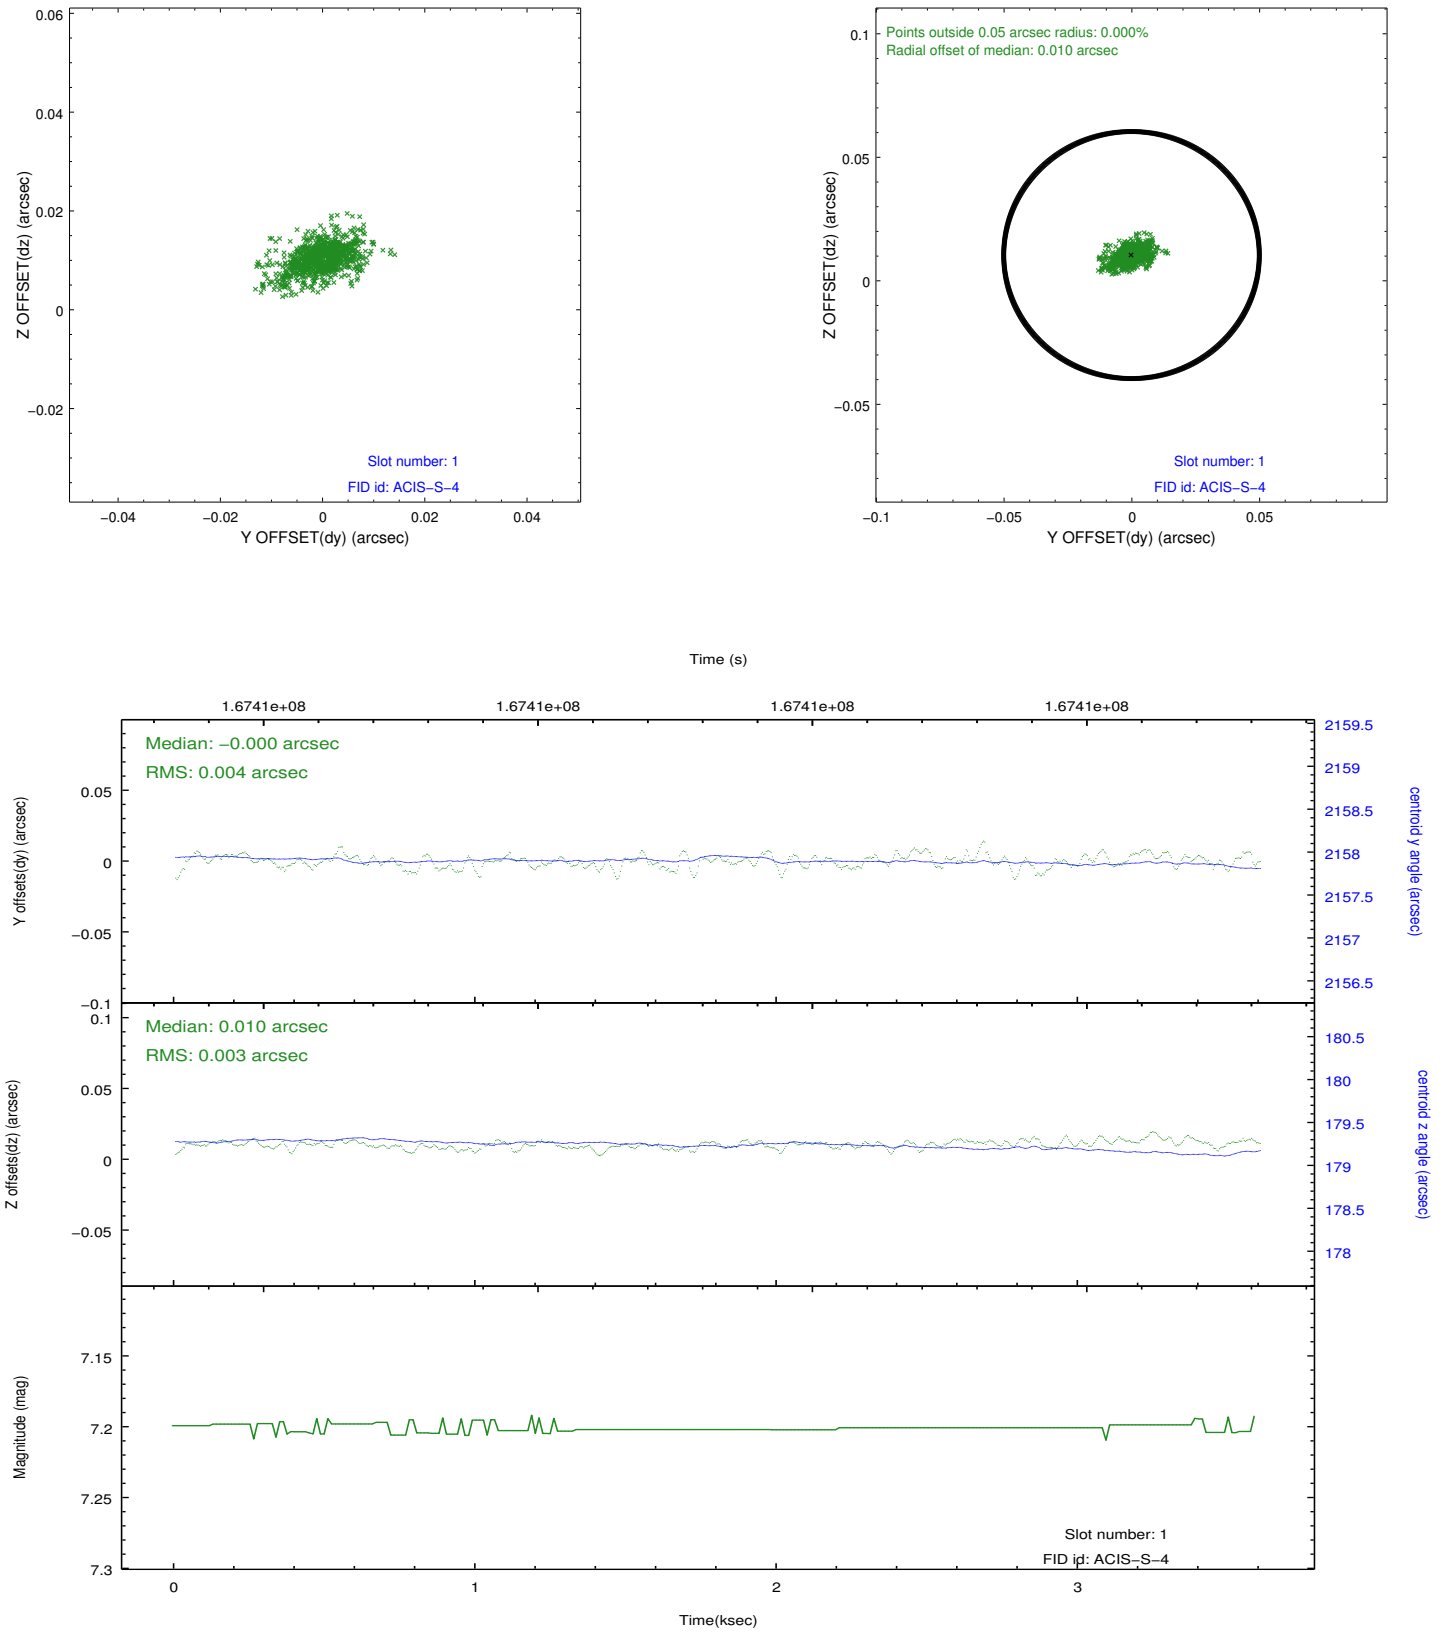 0.06
0.04
0.02
0
−0.02
Z OFFSET(dz) (arcsec)
Slot number: 1
FID id: ACIS−S−4
−0.04 −0.02 0 0.02 0.04
Y OFFSET(dy) (arcsec)
Points outside 0.05 arcsec radius: 0.000%
Radial offset of median: 0.010 arcsec
0.1
0.05
0
−0.05
Z OFFSET(dz) (arcsec)
Slot number: 1
FID id: ACIS−S−4
−0.1 −0.05 0 0.05
Y OFFSET(dy) (arcsec)
Time (s)
1.6741e+08 1.6741e+08 1.6741e+08 1.6741e+08
Median: −0.000 arcsec
RMS: 0.004 arcsec
0.05
0
−0.05
−0.1
Y offsets(dy) (arcsec)
2159.5
2159
2158.5
2158
2157.5
2157
2156.5
centroid y angle (arcsec)
Median: 0.010 arcsec
RMS: 0.003 arcsec
0.1
0.05
0
−0.05
Z offsets(dz) (arcsec)
180.5
180
179.5
179
178.5
178
centroid z angle (arcsec)
7.15
7.2
7.25
7.3
Magnitude (mag)
Slot number: 1
FID id: ACIS−S−4
0 1 2 3
Time(ksec)